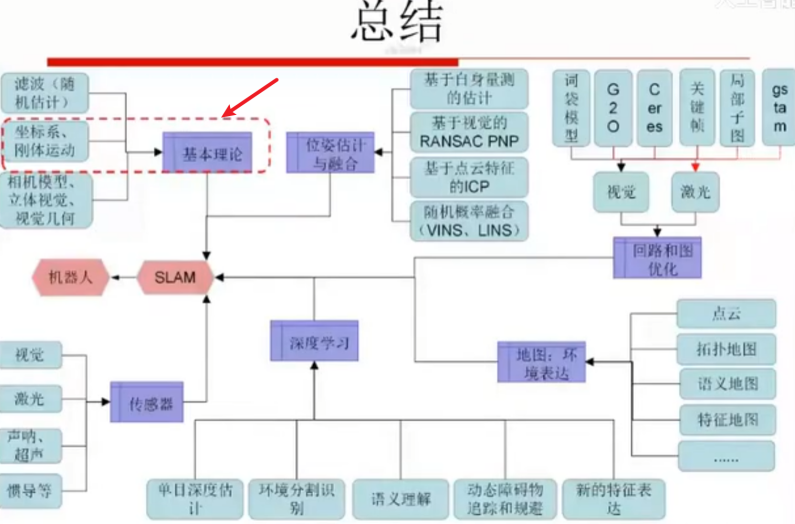 总结
滤波（随
机估计）
坐标系、
刚体运动
相机模型、
立体视觉、
视觉几何
基本理论
位姿估计
与融合
基于自身量测
的估计
基于视觉的
RANSAC PNP
基于点云特征
的ICP
随机概率融合
（VINS、LINS）
词袋模型
G2O
Ceres
关键帧
局部子图
gstam
视觉
激光
回路和图
优化
机器人
SLAM
深度学习
地图：环
境表达
点云
拓扑地图
语义地图
特征地图
……
视觉
激光
声呐、
超声
惯导等
传感器
单目深度估
计
环境分割识
别
语义理解
动态障碍物
追踪和规避
新的特征表
达